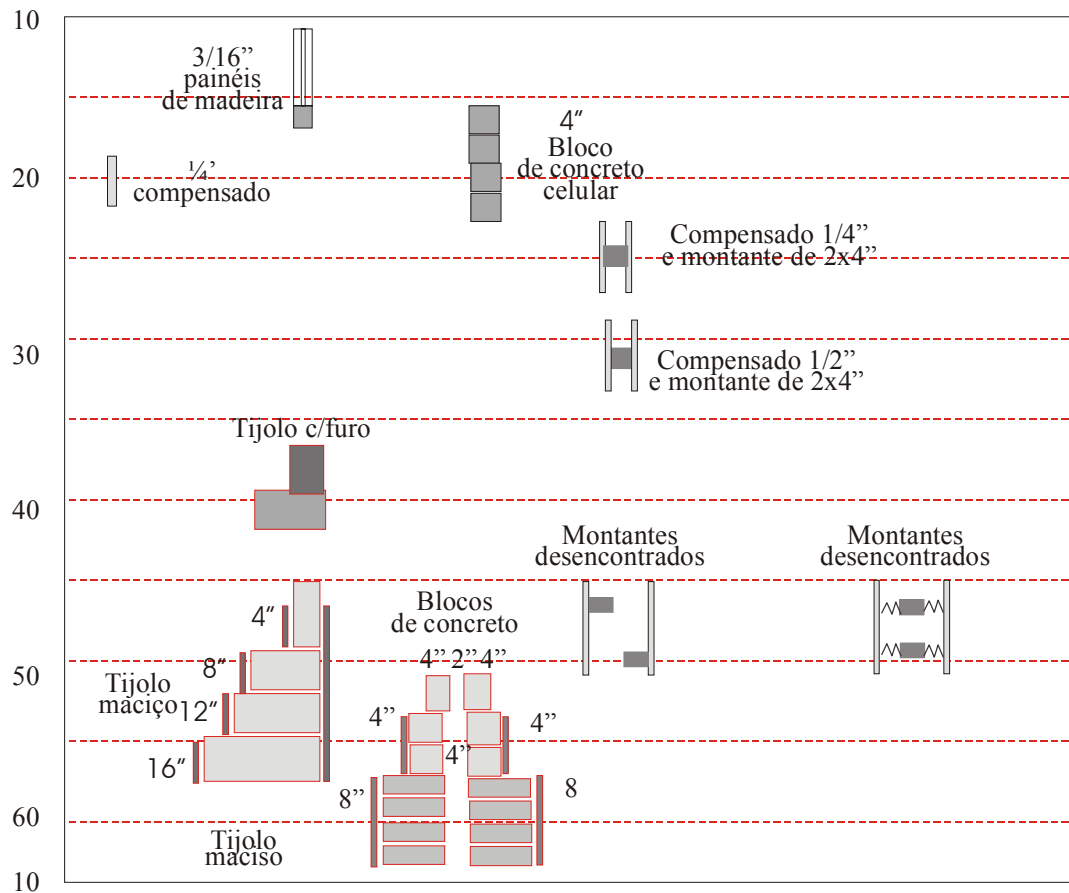 10
3/16”
painéis
de madeira
4”
Bloco
de concreto
celular
20
¼’
compensado
Compensado 1/4”
e montante de 2x4”
30
Compensado 1/2”
e montante de 2x4”
Tijolo c/furo
40
Montantes
desencontrados
Montantes
desencontrados
Blocos
de concreto
4”
8”
12”
16”
Tijolo
maciço
50
4” 2” 4”
4”
4”
4”
8”
8
60
Tijolo
maciso
10